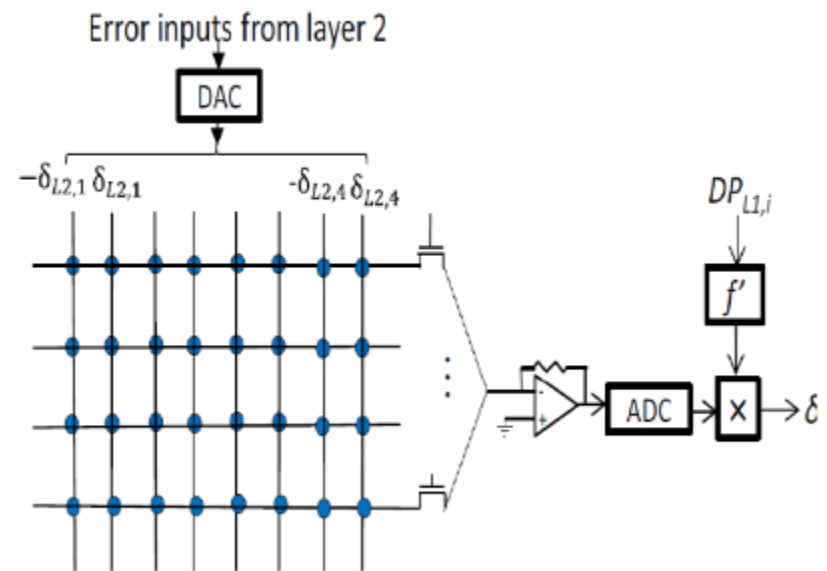 Error inputs from layer 2
DAC
−δL2,1 δL2,1 -δL2,4 δL2,4
DPL1,i
f'
- 
+
ADC
×
δ